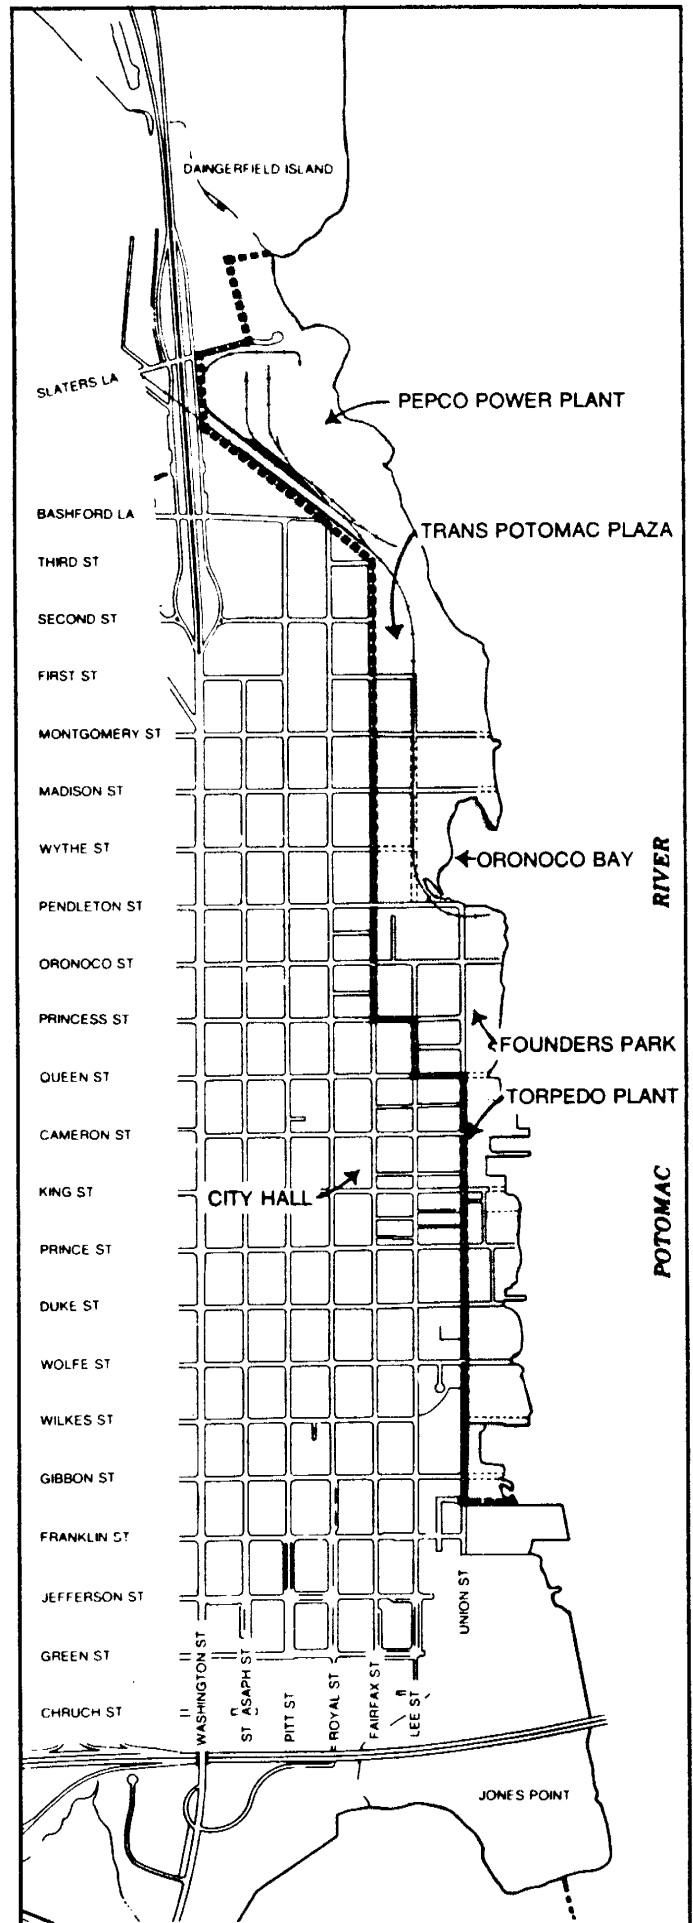 DAINGERFIELD ISLAND
SLATERS LA
PEPCO POWER PLANT
BASHFORD LA
TRANS POTOMAC PLAZA
THIRD ST
SECOND ST
FIRST ST
MONTGOMERY ST
MADISON ST
WYTHE ST
ORONOCO BAY
RIVER
PENDLETON ST
ORONOCO ST
PRINCESS ST
FOUNDERS PARK
QUEEN ST
TORPEDO PLANT
CAMERON ST
KING ST
CITY HALL
POTOMAC
PRINCE ST
DUKE ST
WOLFE ST
WILKES ST
GIBBON ST
FRANKLIN ST
JEFFERSON ST
UNION ST
GREEN ST
CHRUCH ST
WASHINGTON ST
ST ASAPH ST
PITT ST
ROYAL ST
FAIRFAX ST
LEE ST
JONES POINT